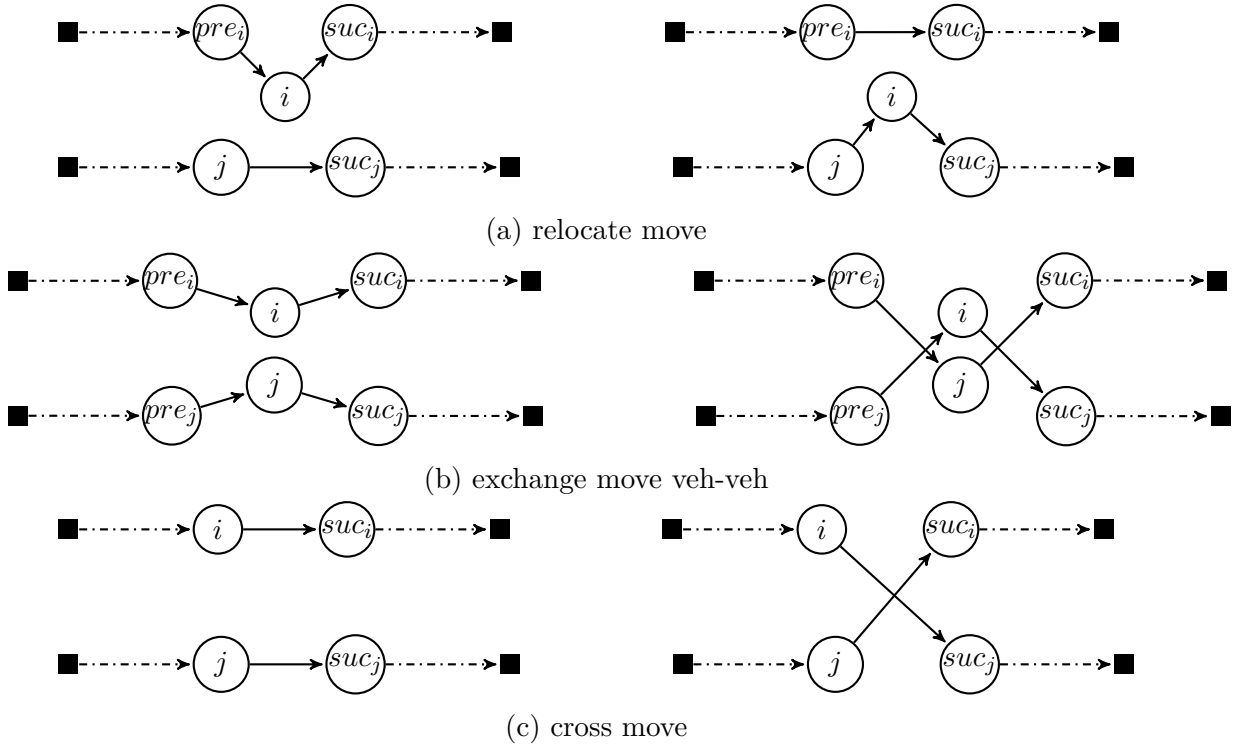 pre_i suc_i pre_i suc_i
i i
j suc_j j suc_j
(a) relocate move
pre_i suc_i pre_i suc_i
i i
j j
pre_j suc_j pre_j suc_j
(b) exchange move veh-veh
i suc_i i suc_i
j suc_j j suc_j
(c) cross move